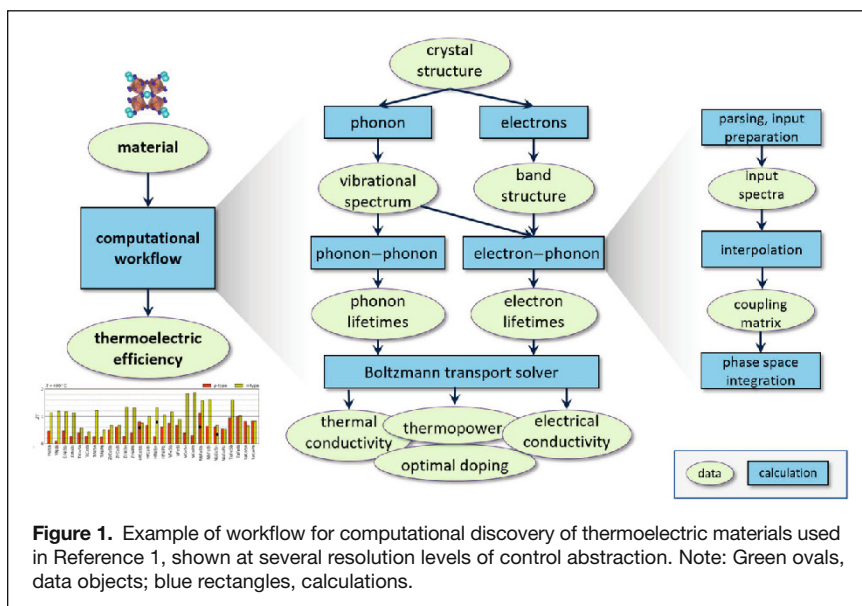 crystal
structure
phonon
electrons
parsing, input
preparation
material
vibrational
spectrum
band
structure
input
spectra
computational
workflow
phonon–phonon
electron–phonon
interpolation
phonon
lifetimes
electron
lifetimes
coupling
matrix
thermoelectric
efficiency
Boltzmann transport solver
phase space
integration
p-type
n-type
thermal
conductivity
thermopower
electrical
conductivity
optimal doping
data
calculation
Figure 1. Example of workflow for computational discovery of thermoelectric materials used
in Reference 1, shown at several resolution levels of control abstraction. Note: Green ovals,
data objects; blue rectangles, calculations.